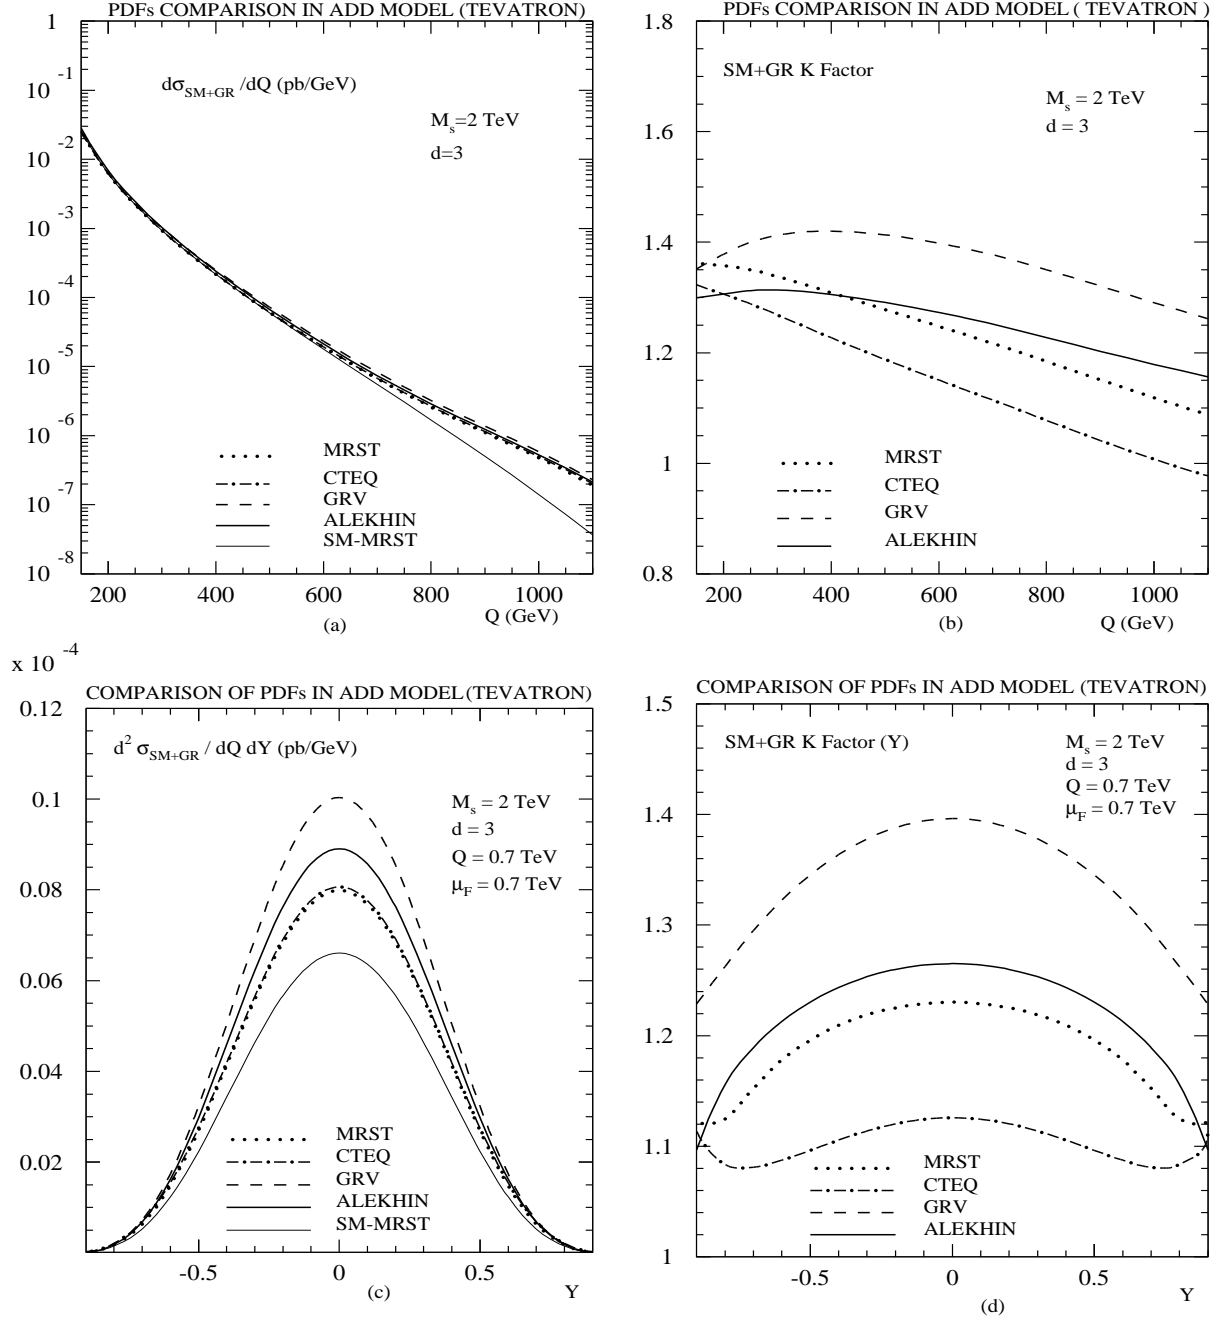 PDFs COMPARISON IN ADD MODEL (TEVATRON)
dσSM+GR /dQ (pb/GeV)
Ms=2 TeV
d=3
1
10 -1
10 -2
10 -3
10 -4
10 -5
10 -6
10 -7
10 -8
MRST
CTEQ
GRV
ALEKHIN
SM-MRST
200 400 600 800 1000
Q (GeV)
(a)
PDFs COMPARISON IN ADD MODEL ( TEVATRON )
SM+GR K Factor
Ms = 2 TeV
d = 3
1.8
1.6
1.4
1.2
1
0.8
MRST
CTEQ
GRV
ALEKHIN
200 400 600 800 1000
(b)
Q (GeV)
x 10 -4
COMPARISON OF PDFs IN ADD MODEL (TEVATRON)
d2 σSM+GR / dQ dY (pb/GeV)
Ms = 2 TeV
d = 3
Q = 0.7 TeV
μF = 0.7 TeV
0.12
0.1
0.08
0.06
0.04
0.02
MRST
CTEQ
GRV
ALEKHIN
SM-MRST
-0.5 0 0.5
(c)
Y
COMPARISON OF PDFs IN ADD MODEL (TEVATRON)
SM+GR K Factor (Y)
Ms = 2 TeV
d = 3
Q = 0.7 TeV
μF = 0.7 TeV
1.5
1.4
1.3
1.2
1.1
1
MRST
CTEQ
GRV
ALEKHIN
-0.5 0 0.5
Y
(d)